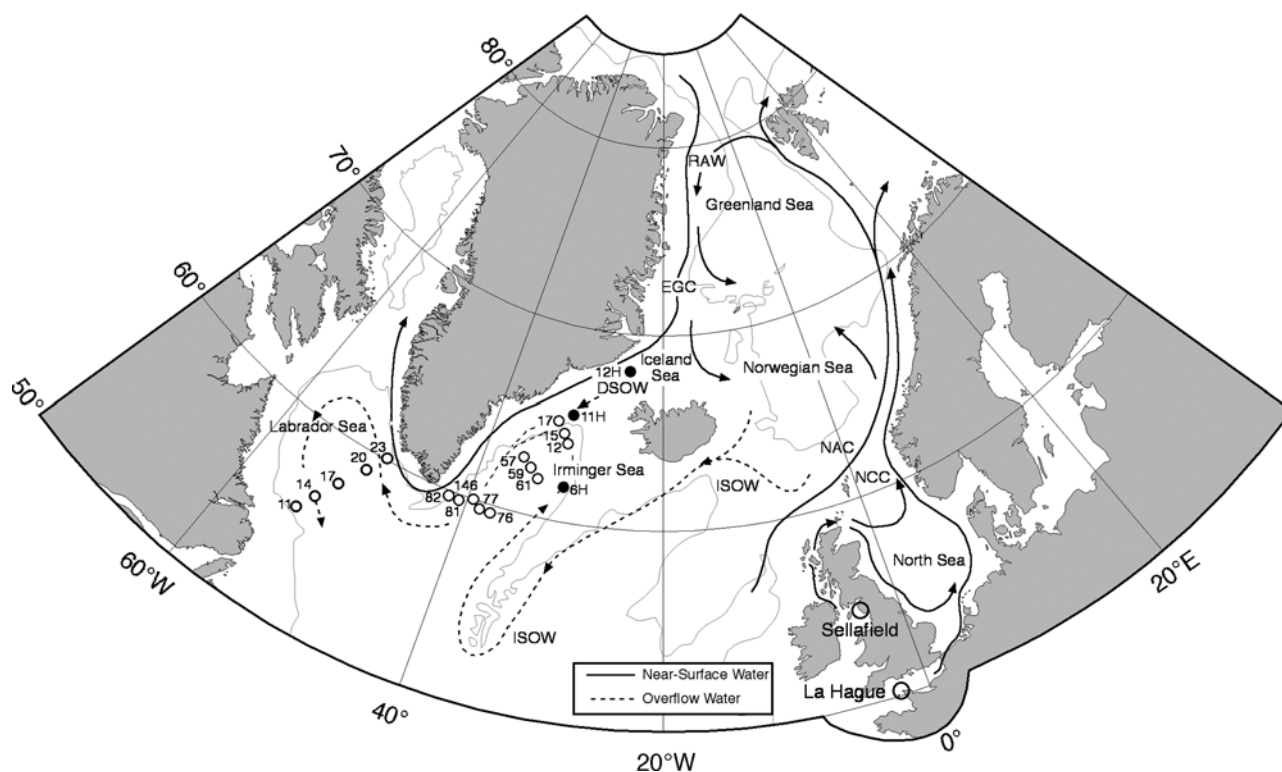 80°
70°
60°
50°
60°W
40°
20°W
0°
20°E
RAW
Greenland Sea
EGC
Norwegian Sea
Iceland
Sea
12H
DSOW
11H
17
15
12
57
59
61
Irminger Sea
6H
Labrador Sea
23
20
17
14
11
82
146
81
77
76
ISOW
ISOW
NAC
NCC
North Sea
Sellafield
La Hague
Near-Surface Water
Overflow Water